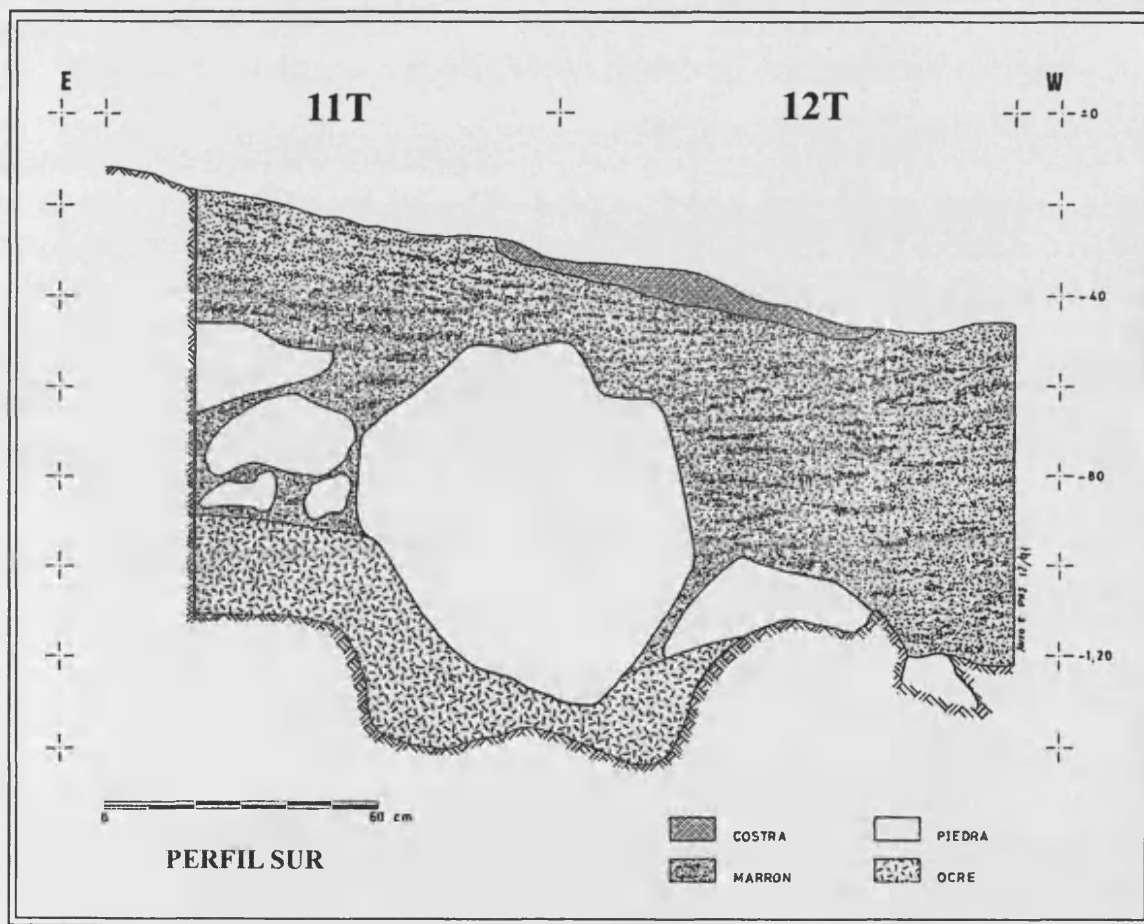 E 11T 12T W
±0
-40
-80
-1,20
0 60 cm
PERFIL SUR
COSTRA PIEDRA
MARRON OCRE